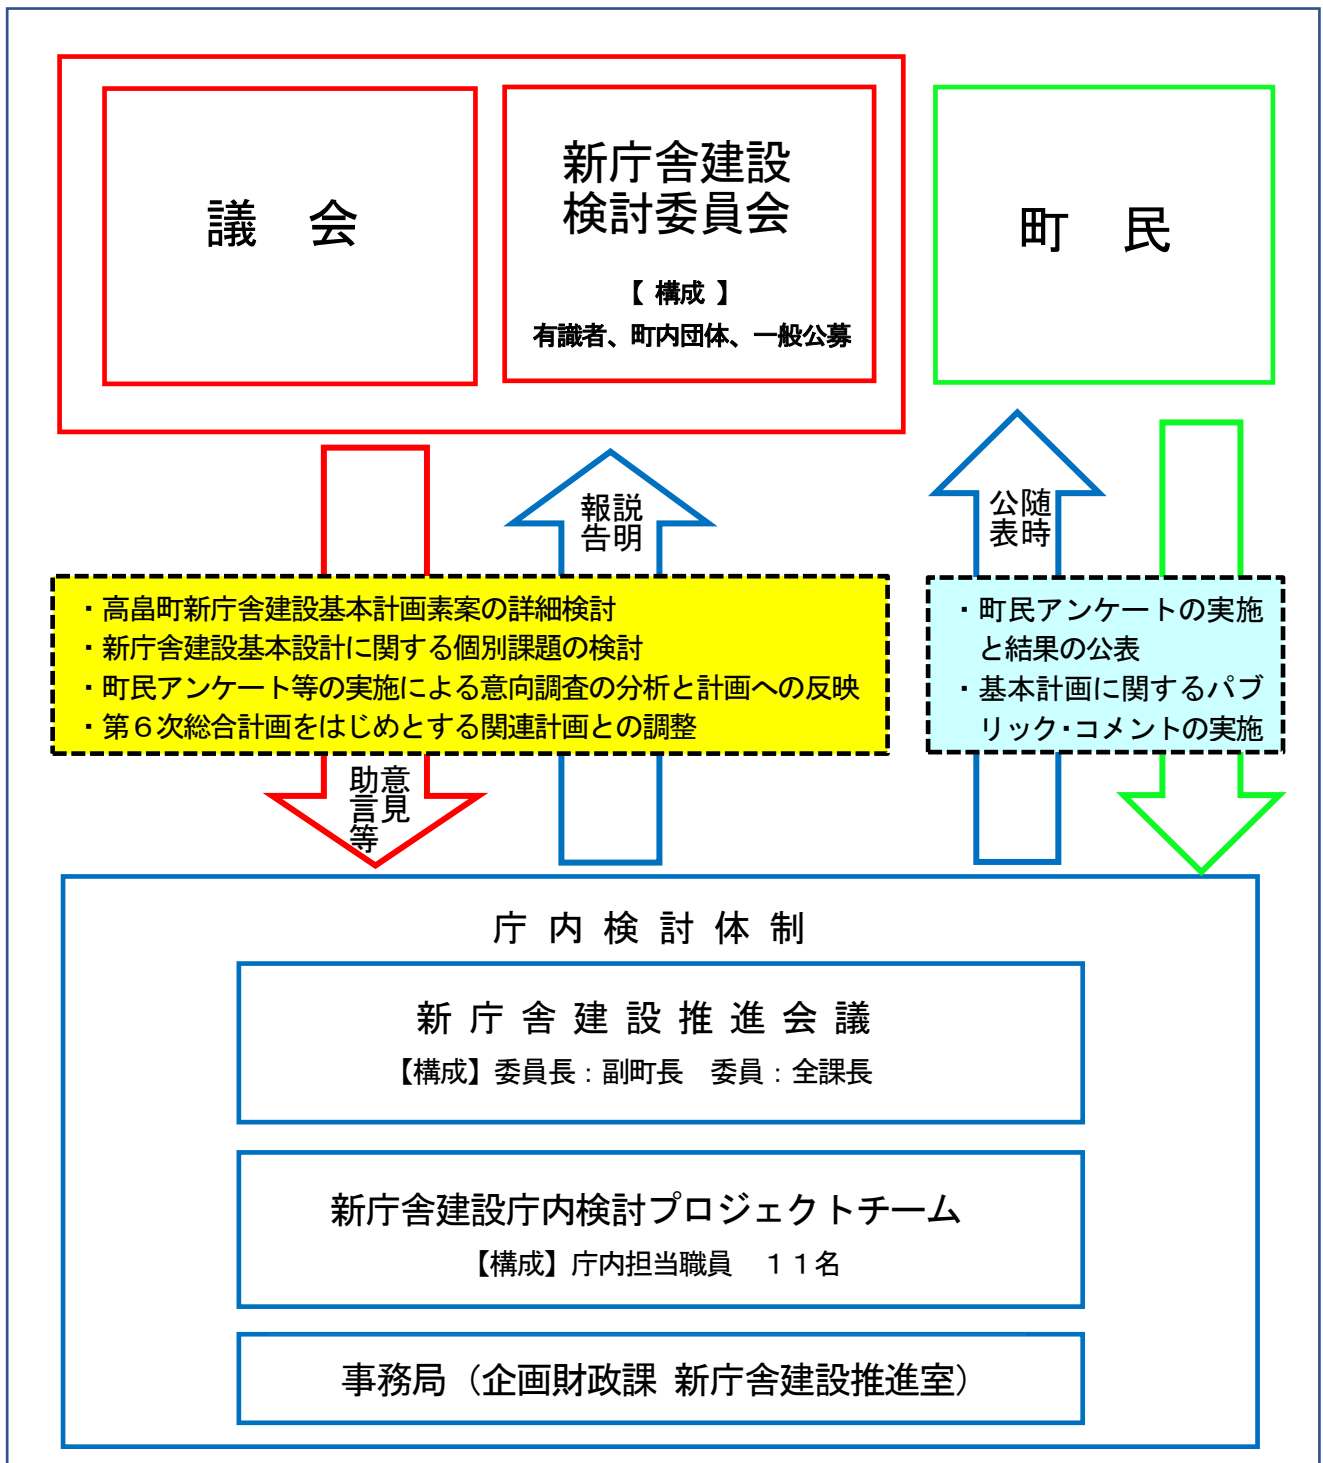 議　会
新庁舎建設
検討委員会
【 構成 】
有識者、町内団体、一般公募
町　民
説明
報告
随時
公表
・高畠町新庁舎建設基本計画素案の詳細検討
・新庁舎建設基本設計に関する個別課題の検討
・町民アンケート等の実施による意向調査の分析と計画への反映
・第６次総合計画をはじめとする関連計画との調整
・町民アンケートの実施
と結果の公表
・基本計画に関するパブ
リック・コメントの実施
意見
助言等
庁 内 検 討 体 制
新 庁 舎 建 設 推 進 会 議
【構成】委員長：副町長　委員：全課長
新庁舎建設庁内検討プロジェクトチーム
【構成】庁内担当職員　１１名
事務局（企画財政課 新庁舎建設推進室）